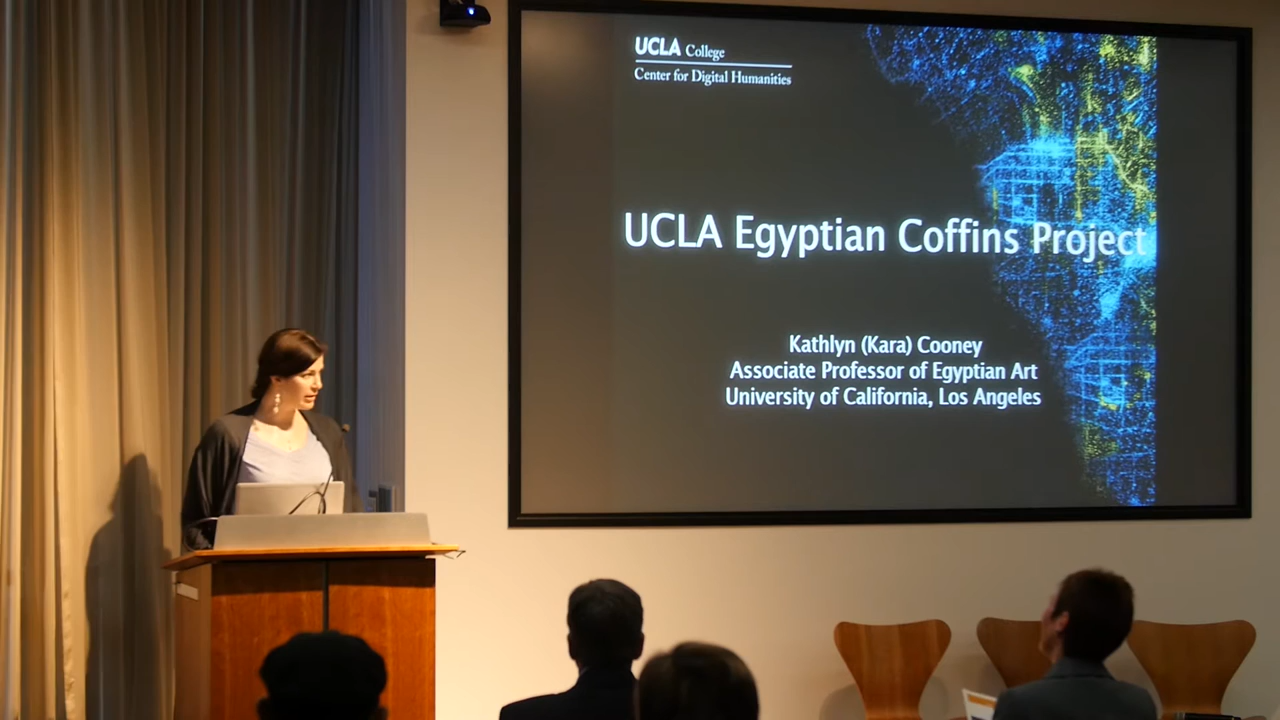 UCLA College
Center for Digital Humanities
UCLA Egyptian Coffins Project
Kathlyn (Kara) Cooney
Associate Professor of Egyptian Art
University of California, Los Angeles